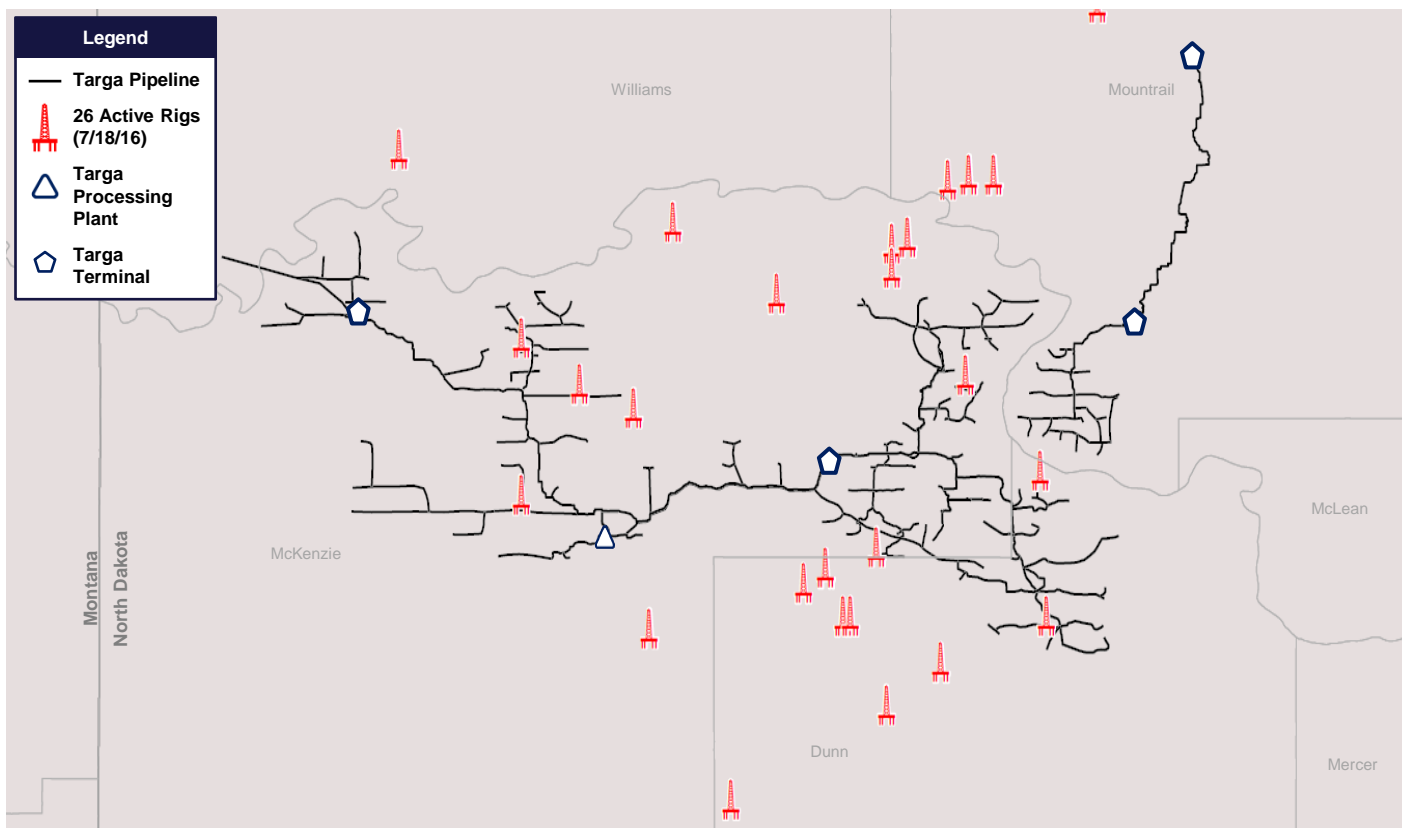 Legend
Targa Pipeline
26 Active Rigs
(7/18/16)
Targa
Processing
Plant
Targa
Terminal
Williams
Mountrail
McKenzie
McLean
Montana
North Dakota
Dunn
Mercer